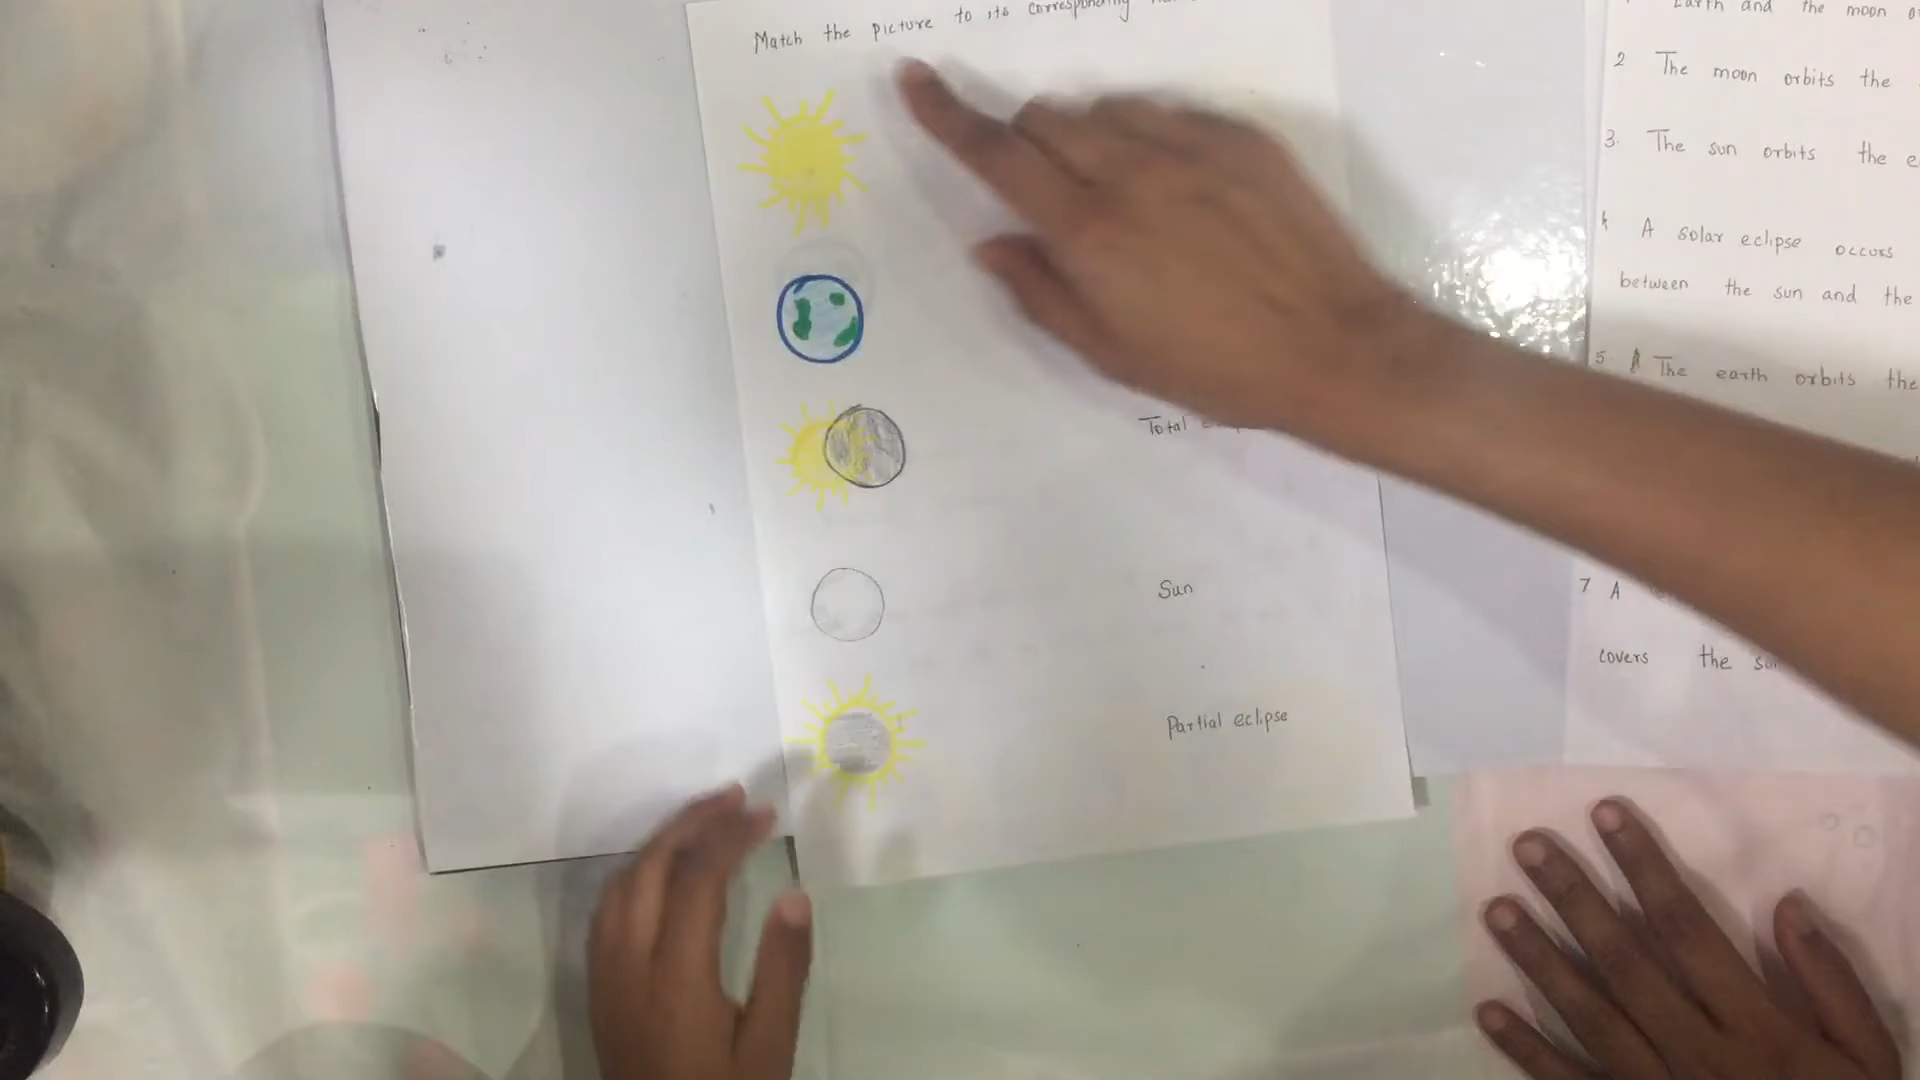 Match the picture to its corresponding
Total
Sun
Partial eclipse
Earth and the moon
2 The moon orbits the
3. The sun orbits the
4 A solar eclipse occurs
between the sun and the
5. The earth orbits the
7. A
covers the